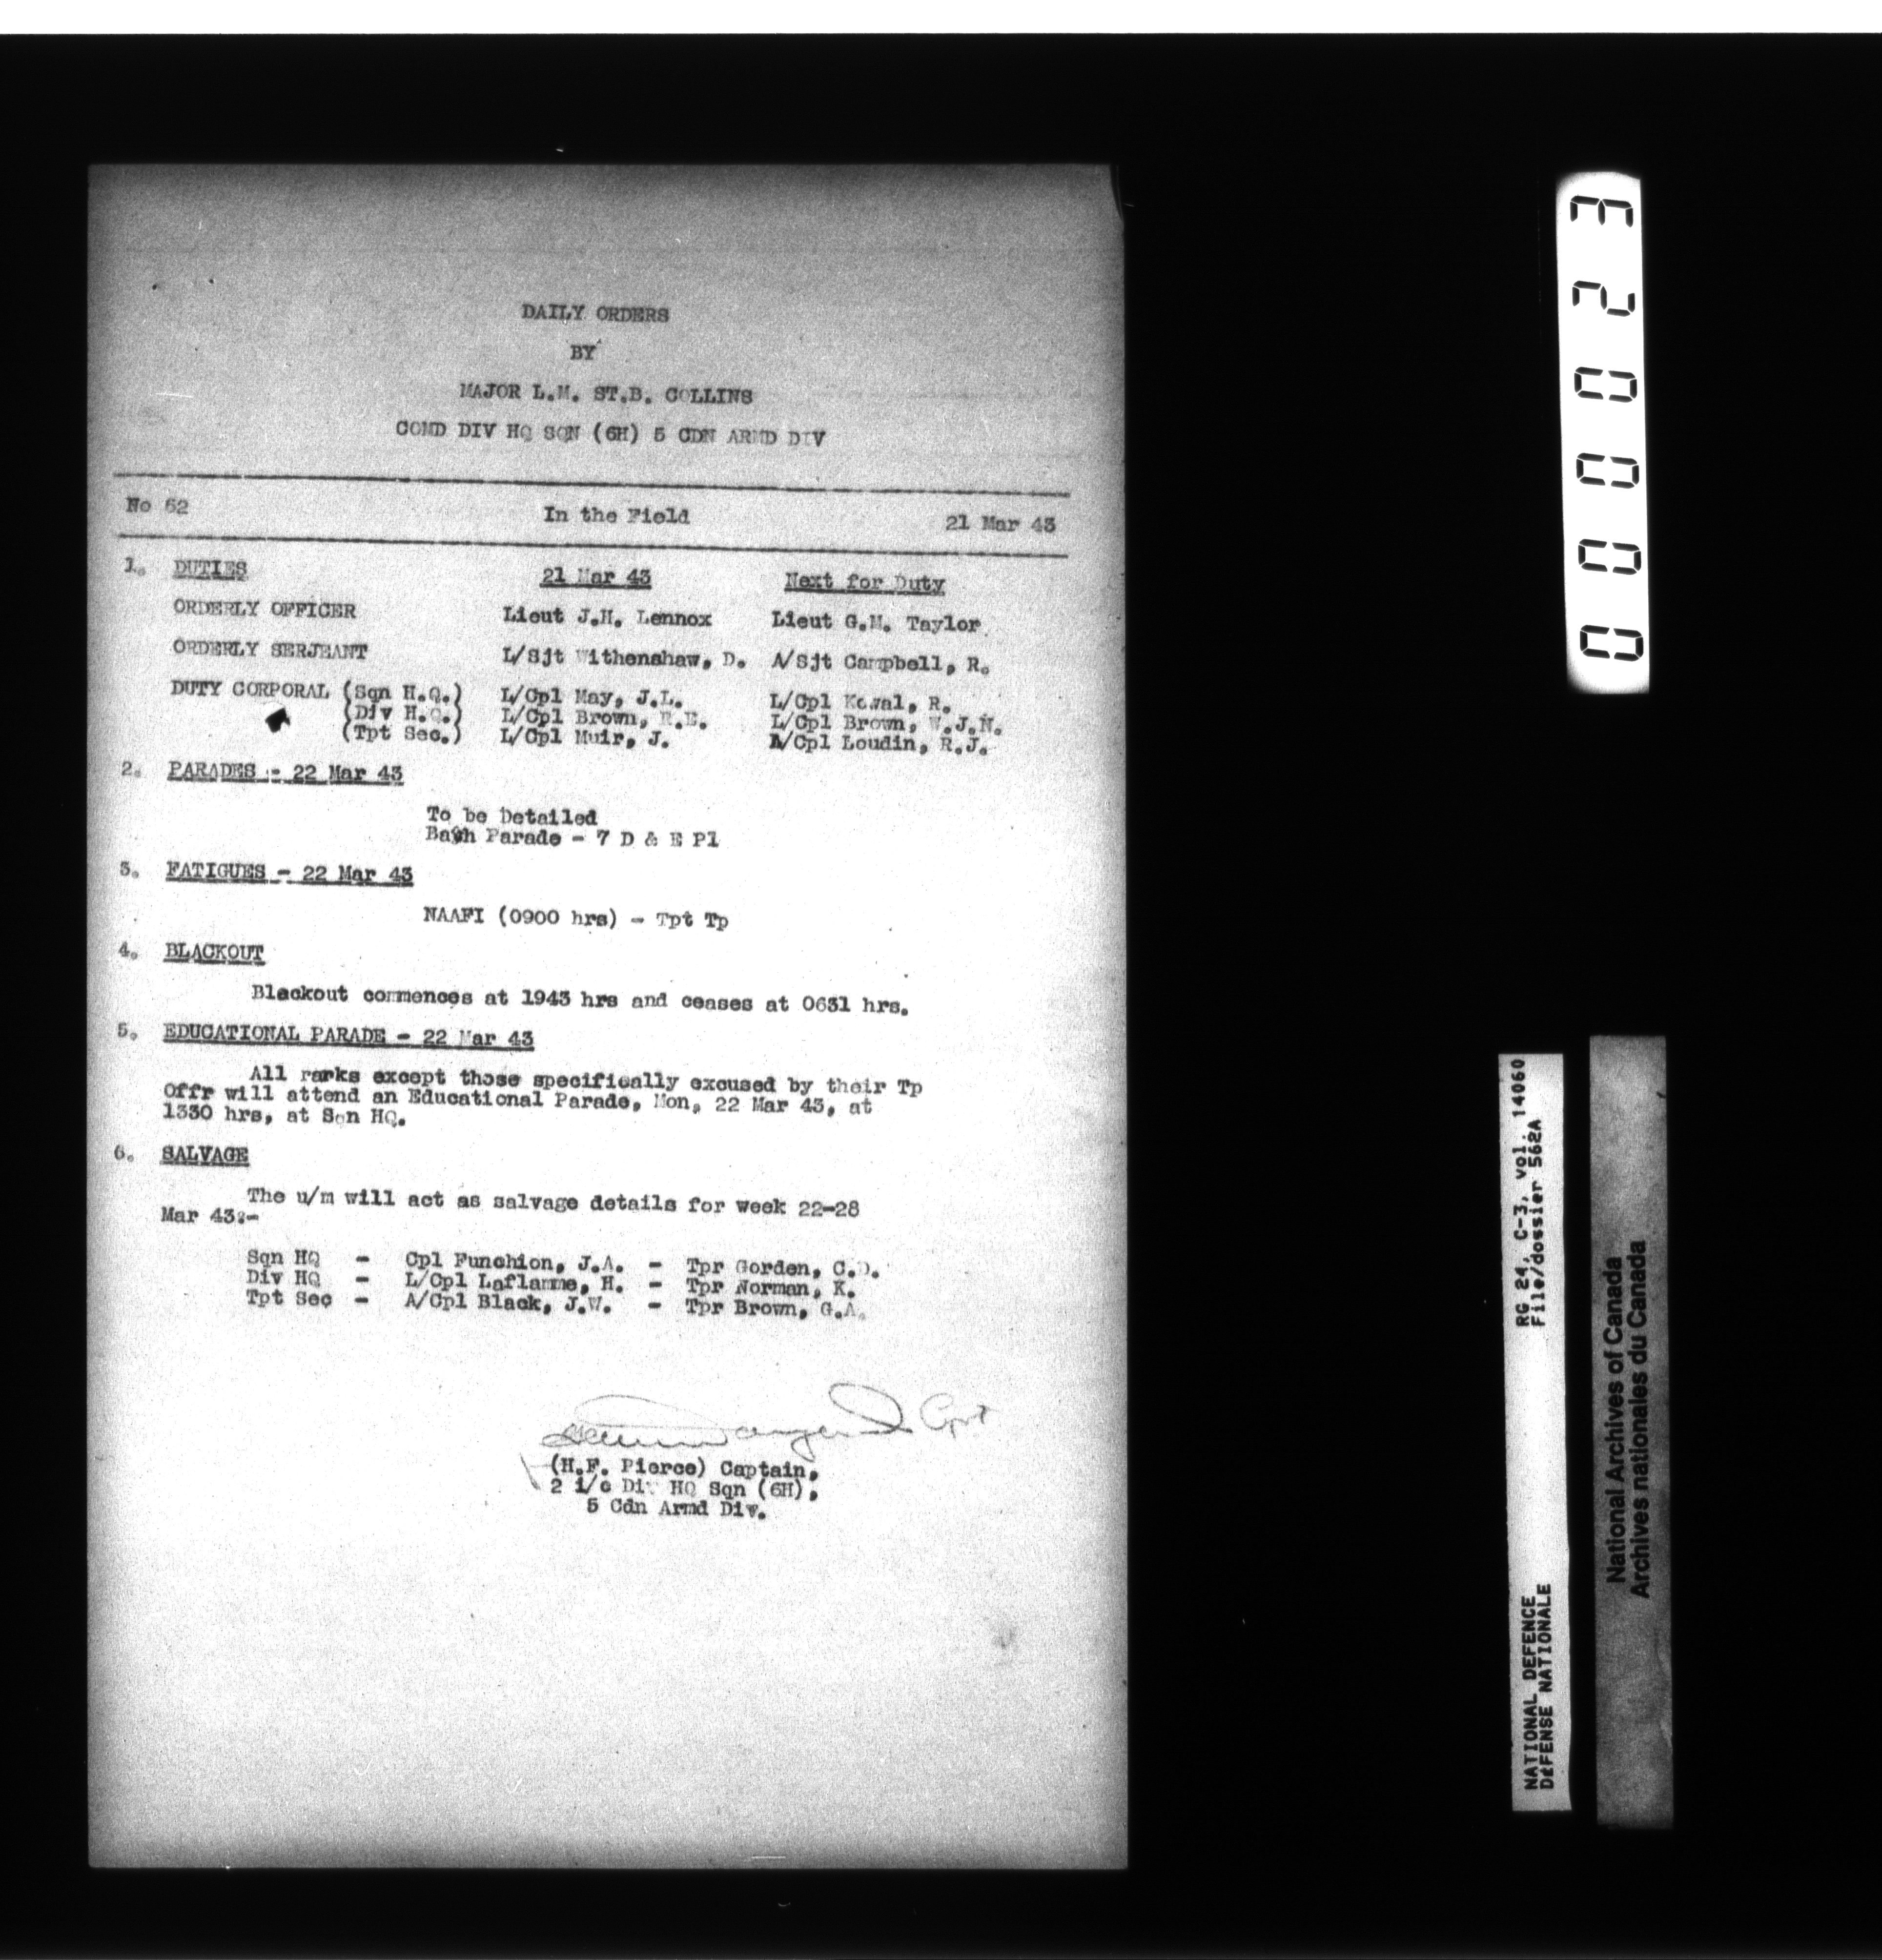 DAILY ORDERS
BY
MAJOR L.M. ST.B. COLLINS
COMD DIV HQ SQN (6H) 5 CDN ARMD DIV
No 62 In the Field 21 Mar 43
1. DUTIES 21 Mar 43 Next for Duty
ORDERLY OFFICER Lieut J.H. Lennox Lieut G.M. Taylor
ORDERLY SERJEANT L/Sjt Withenshaw, D. A/Sjt Campbell, R.
DUTY CORPORAL (Sqn H.Q.) L/Cpl May, J.L. L/Cpl Kowal, R.
(Div H.Q.) L/Cpl Brown, L/Cpl Brown, W.J.N.
(Tpt Sec.) L/Cpl Muir, J. A/Cpl Loudin, R.J.
2. PARADES - 22 Mar 43
To be Detailed
Bath Parade - 7 D & E Pl
3. FATIGUES - 22 Mar 43
NAAFI (0900 hrs) - Tpt Tp
4. BLACKOUT
Blackout commences at 1943 hrs and ceases at 0631 hrs.
5. EDUCATIONAL PARADE - 22 Mar 43
All ranks except those specifically excused by their Tp
Offr will attend an Educational Parade, Mon, 22 Mar 43, at
1330 hrs, at Sqn HQ.
6. SALVAGE
The u/m will act as salvage details for week 22-28
Mar 43:-
Sqn HQ - Cpl Funchion, J.A. - Tpr Gorden, C.D.
Div HQ - L/Cpl Laflamme, H. - Tpr Norman, K.
Tpt Sec - A/Cpl Black, J.W. - Tpr Brown, G.A.
Capt
(H.F. Pierce) Captain,
2 i/c Div HQ Sqn (6H),
5 Cdn Armd Div.
000023
RG 24, C-3, vol. 14060
File/dossier 562A
NATIONAL DEFENCE
DÉFENSE NATIONALE
National Archives of Canada
Archives nationales du Canada